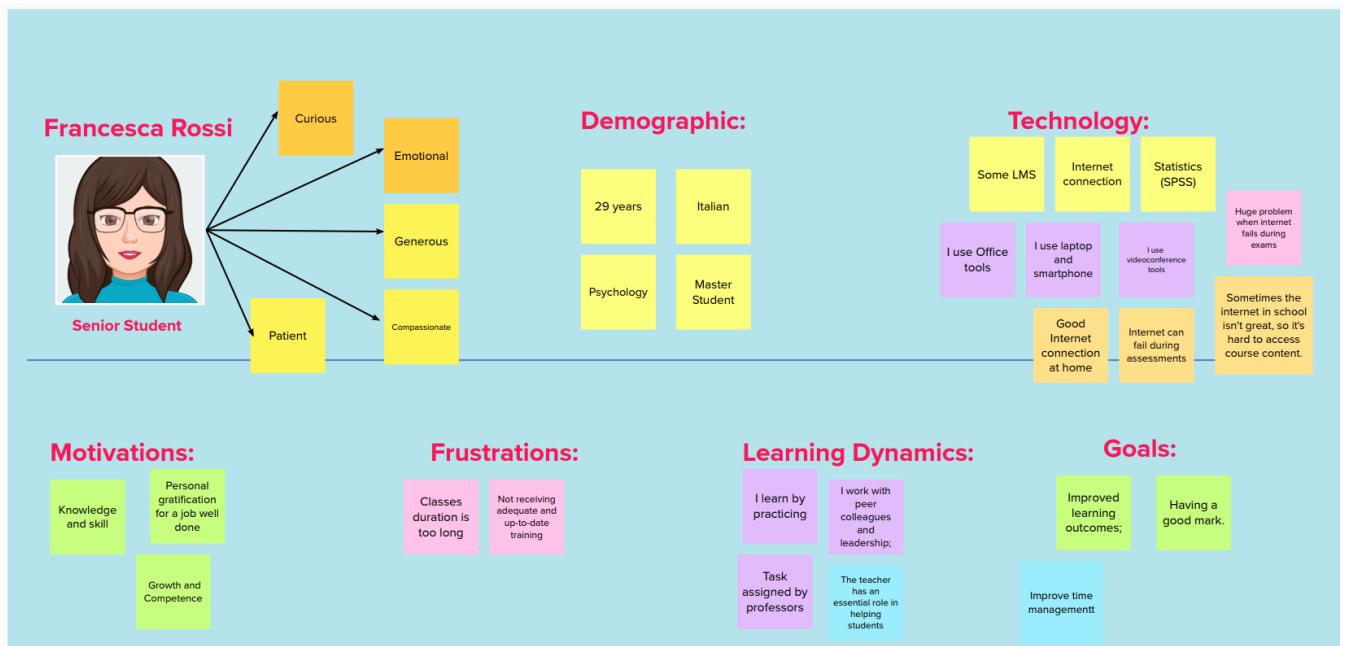 Francesca Rossi
Senior Student
Curious
Emotional
Generous
Compassionate
Patient
Demographic:
29 years
Italian
Psychology
Master
Student
Technology:
Some LMS
Internet
connection
Statistics
(SPSS)
Huge problem
when internet
fails during
exams
I use Office
tools
I use laptop
and
smartphone
I use
videoconference
tools
Good
Internet
connection
at home
Internet can
fail during
assessments
Sometimes the
internet in school
isn't great, so it's
hard to access
course content.
Motivations:
Knowledge
and skill
Personal
gratification
for a job well
done
Growth and
Competence
Frustrations:
Classes
duration is
too long
Not receiving
adequate and
up-to-date
training
Learning Dynamics:
I learn by
practicing
I work with
peer
colleagues
and
leadership;
Task
assigned by
professors
The teacher
has an
essential role in
helping
students
Goals:
Improved
learning
outcomes;
Having a
good mark.
Improve time
managementt